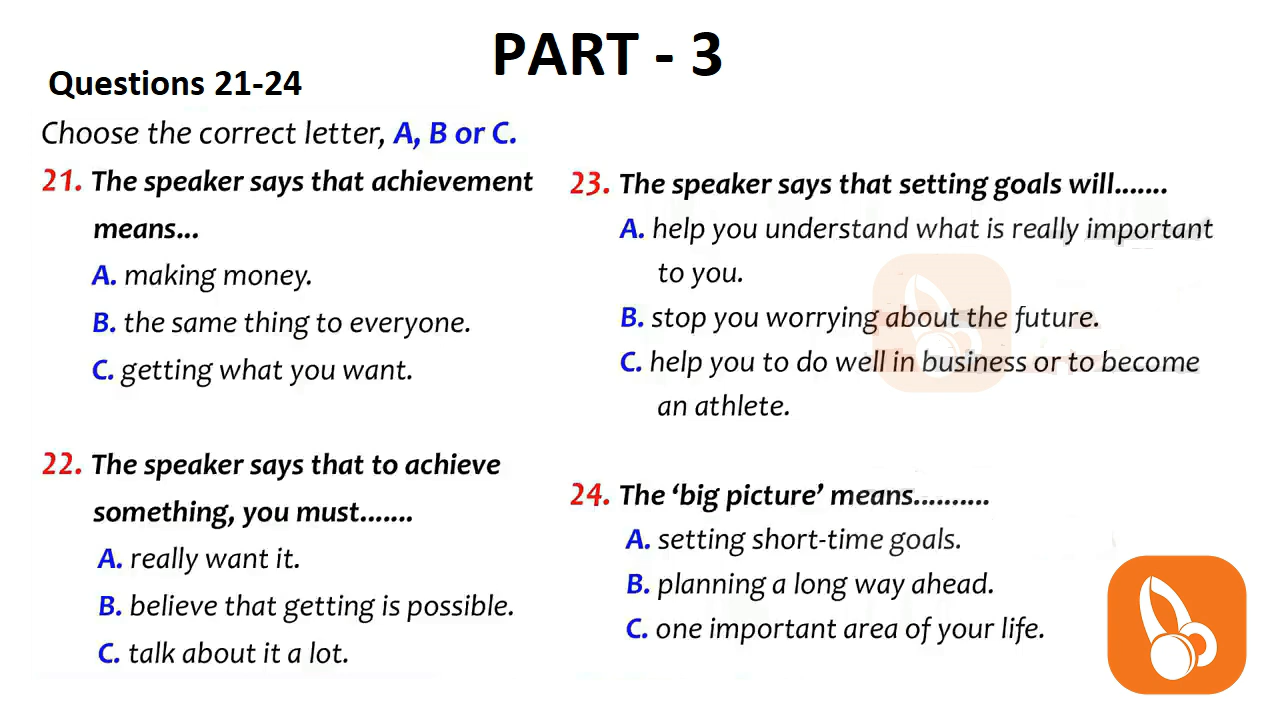 PART - 3
Questions 21-24
Choose the correct letter, A, B or C.
21. The speaker says that achievement
means...
A. making money.
B. the same thing to everyone.
C. getting what you want.
22. The speaker says that to achieve
something, you must.......
A. really want it.
B. believe that getting is possible.
C. talk about it a lot.
23. The speaker says that setting goals will.......
A. help you understand what is really important
to you.
B. stop you worrying about the future.
C. help you to do well in business or to become
an athlete.
24. The ‘big picture’ means..........
A. setting short-time goals.
B. planning a long way ahead.
C. one important area of your life.